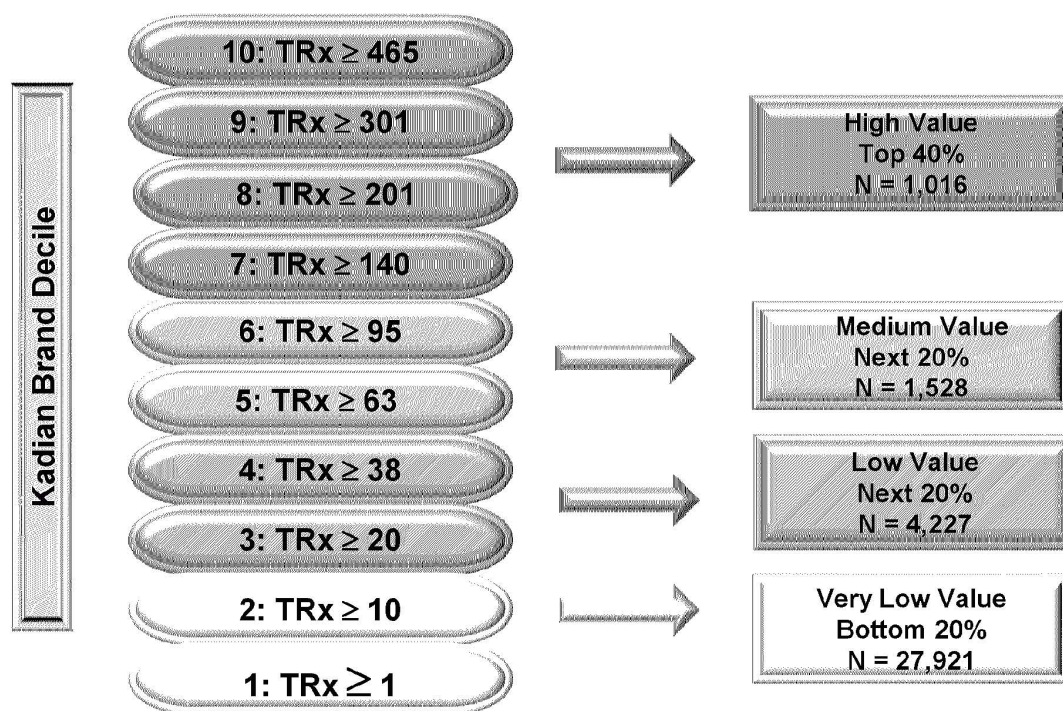 Kadian Brand Decile
10: TRx ≥ 465
9: TRx ≥ 301
8: TRx ≥ 201
7: TRx ≥ 140
6: TRx ≥ 95
5: TRx ≥ 63
4: TRx ≥ 38
3: TRx ≥ 20
2: TRx ≥ 10
1: TRx ≥ 1
High Value
Top 40%
N = 1,016
Medium Value
Next 20%
N = 1,528
Low Value
Next 20%
N = 4,227
Very Low Value
Bottom 20%
N = 27,921